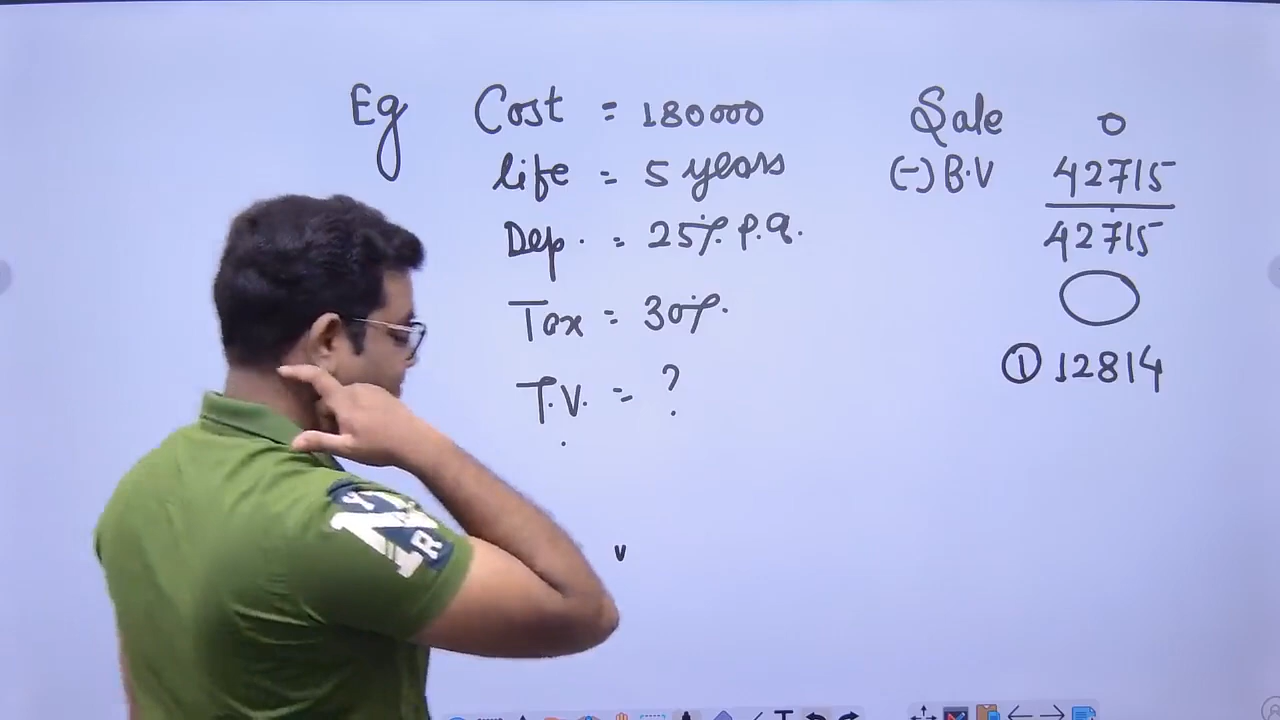 Eg Cost = 180000
life = 5 years
Dep. = 25% p.a.
Tax = 30%.
T.V. = ?
Sale 0
(-) B.V 42715
42715
① 12814
v
Y
N
R